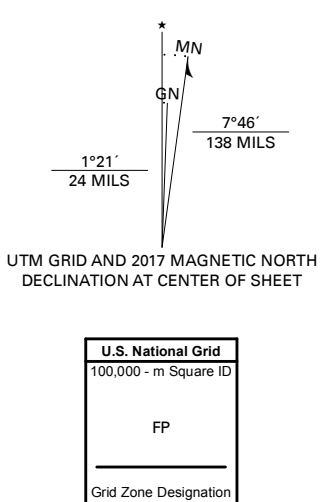 ★
MN
GN
7°46´
138 MILS
1°21´
24 MILS
UTM GRID AND 2017 MAGNETIC NORTH
DECLINATION AT CENTER OF SHEET
U.S. National Grid
100,000 - m Square ID
FP
Grid Zone Designation